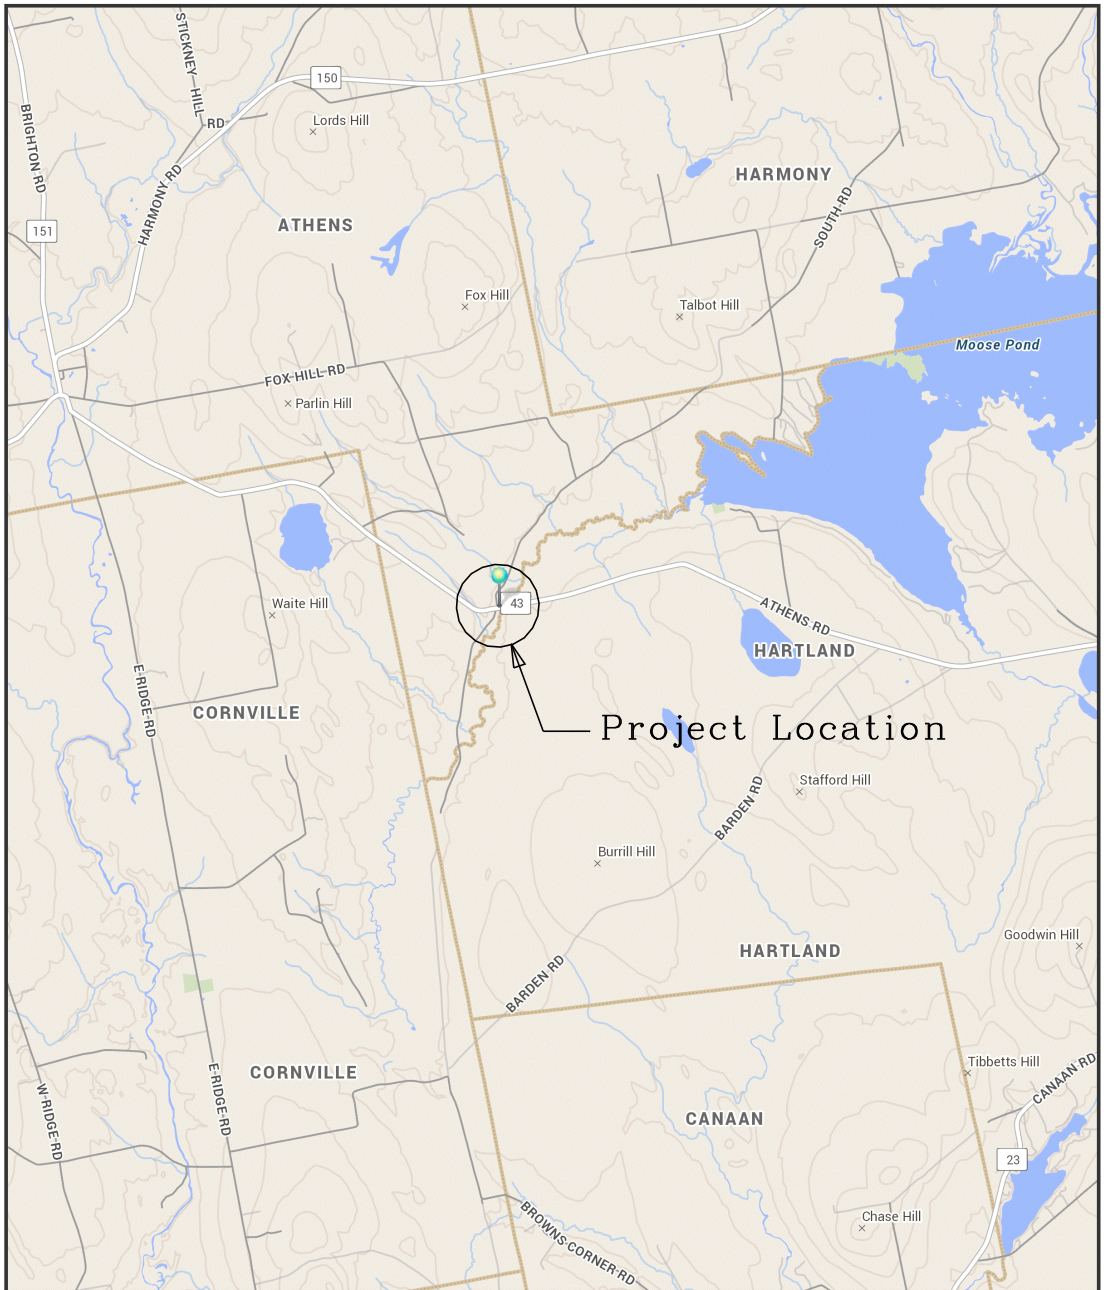 STICKNEY HILL RD
150
Lords Hill
BRIGHTON RD
HARMONY RD
HARMONY
SOUTH RD
ATHENS
151
Fox Hill
Talbot Hill
Moose Pond
FOX HILL RD
Parlin Hill
Waite Hill
43
ATHENS RD
HARTLAND
E RIDGE RD
CORNVILLE
Project Location
Stafford Hill
BARDEN RD
Burrill Hill
Goodwin Hill
HARTLAND
BARDEN RD
Tibbetts Hill
CANAAN RD
CORNVILLE
E RIDGE RD
W RIDGE RD
CANAAN
23
Chase Hill
BROWNS CORNER RD